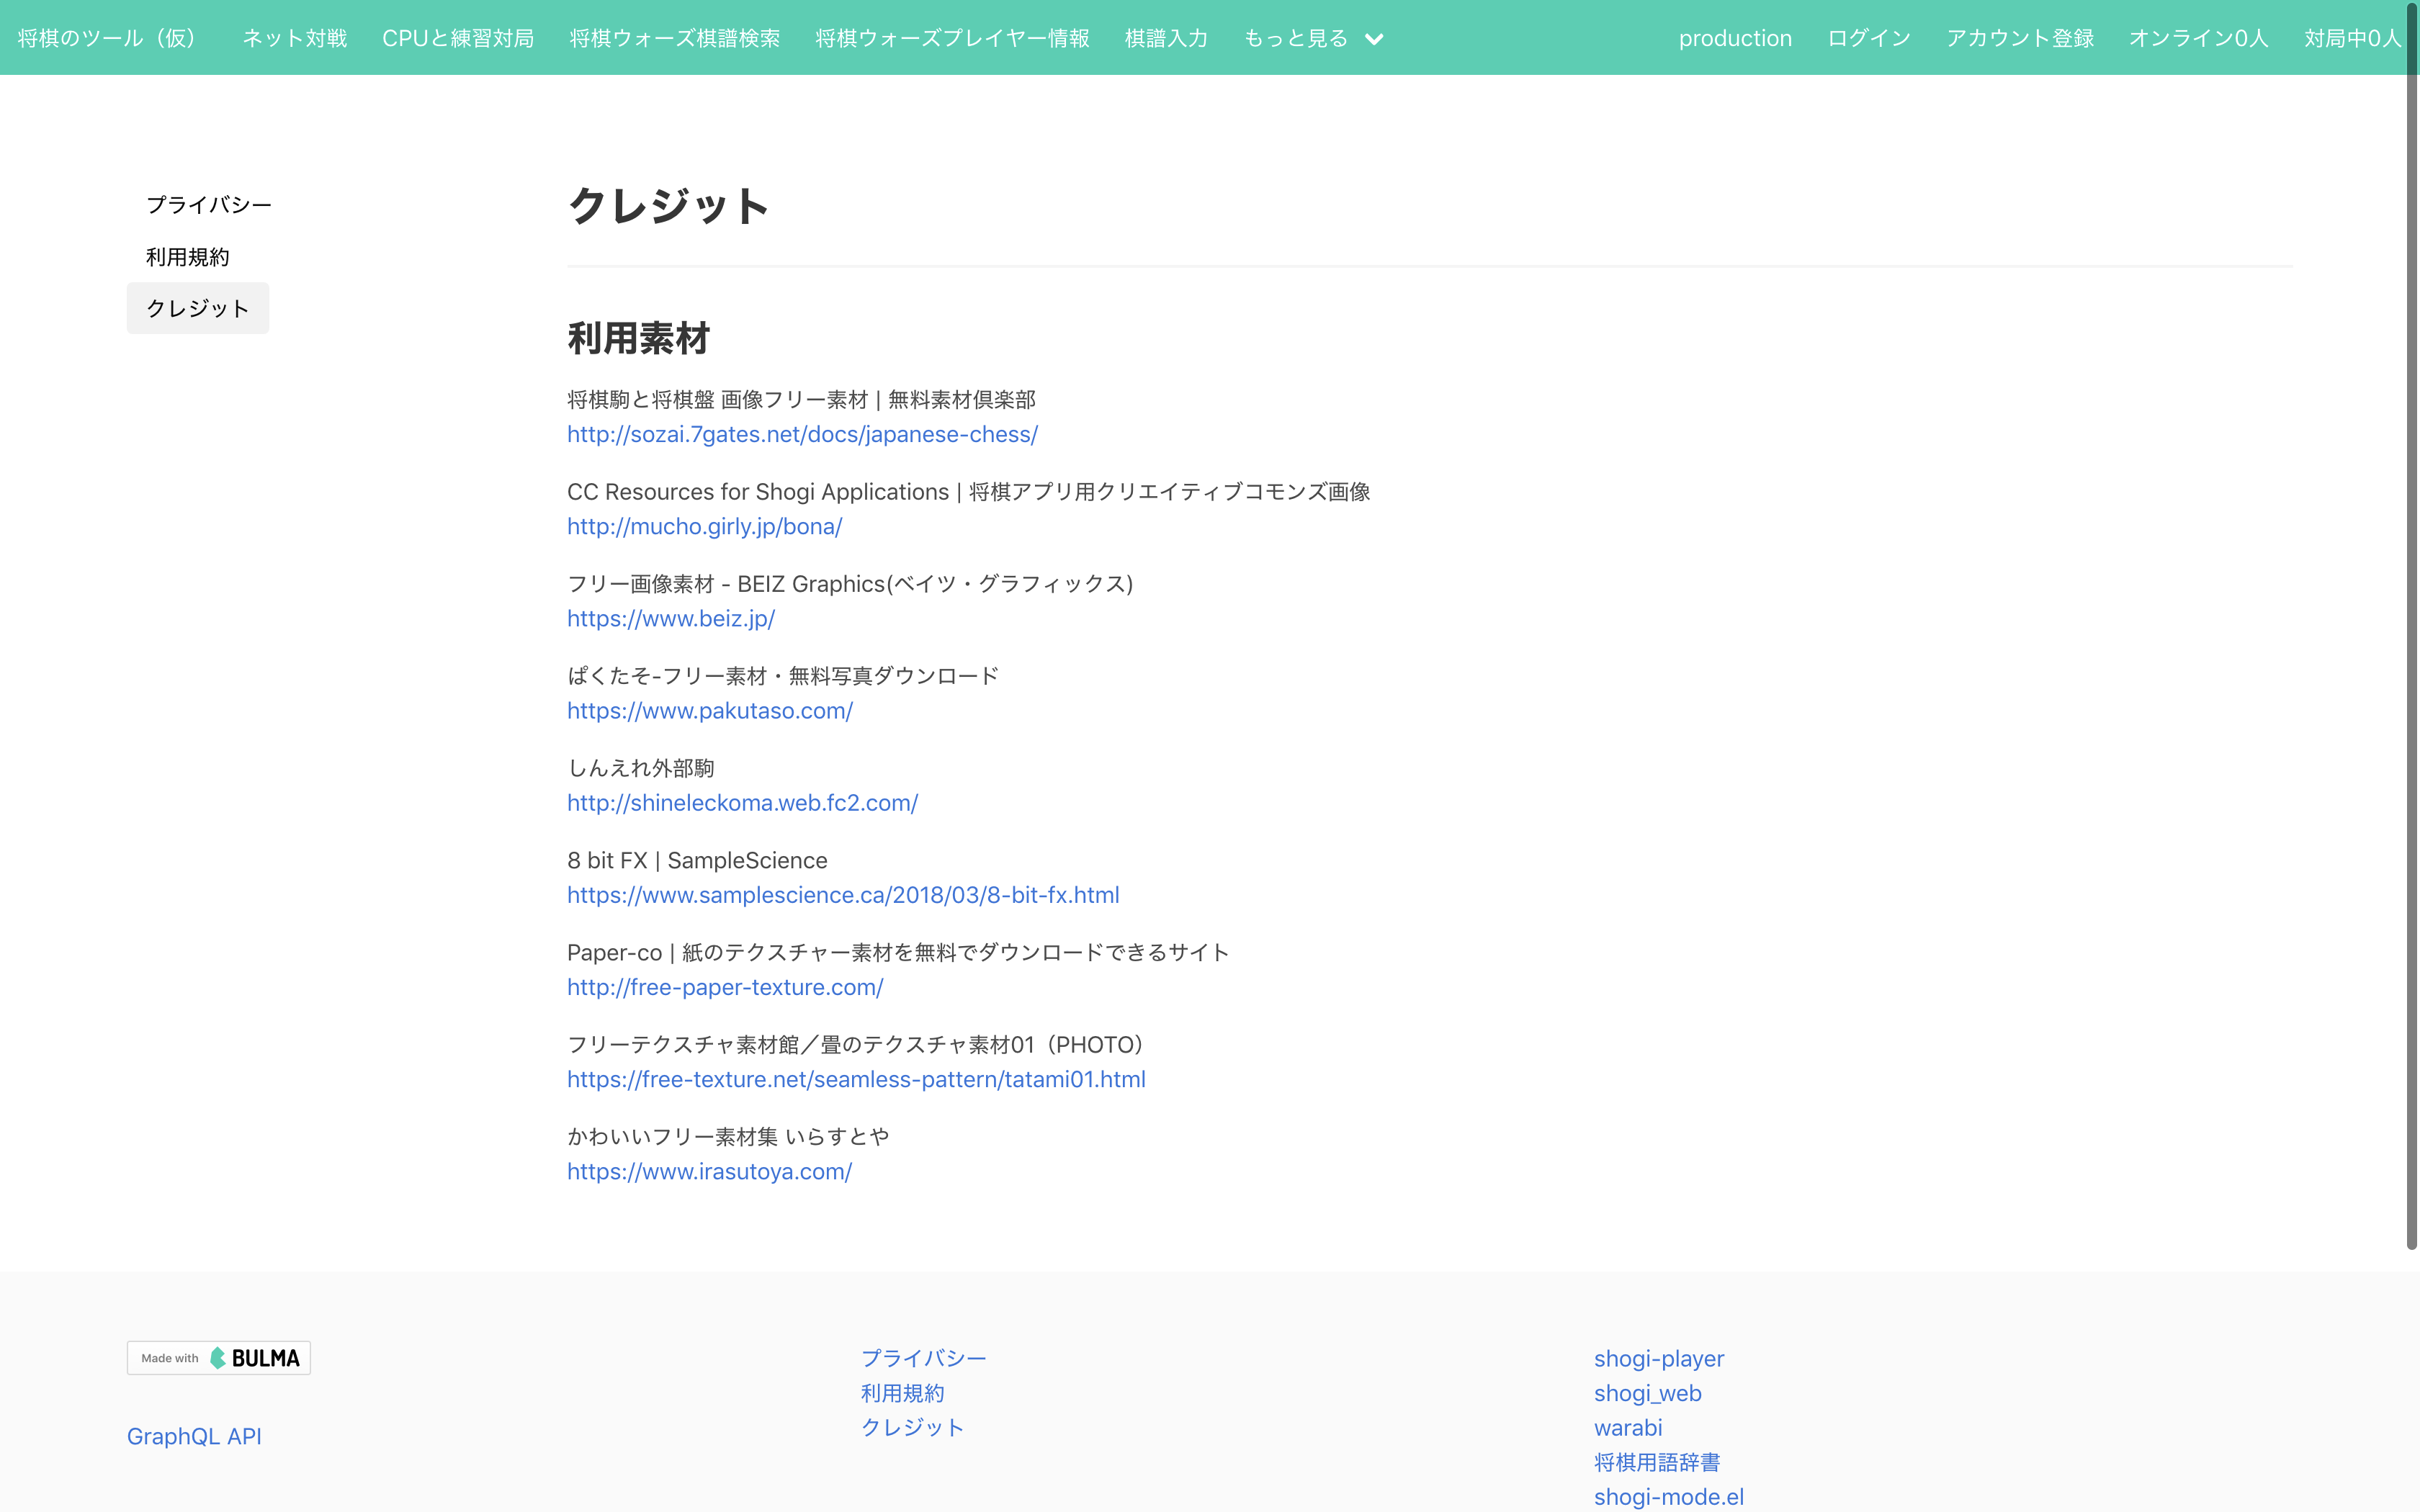 将棋のツール（仮） ネット対戦 CPUと練習対局 将棋ウォーズ棋譜検索 将棋ウォーズプレイヤー情報 棋譜入力 もっと見る production ログイン アカウント登録 オンライン0人 対局中0人
プライバシー
利用規約
クレジット
クレジット
利用素材
将棋駒と将棋盤 画像フリー素材 | 無料素材倶楽部
http://sozai.7gates.net/docs/japanese-chess/
CC Resources for Shogi Applications | 将棋アプリ用クリエイティブコモンズ画像
http://mucho.girly.jp/bona/
フリー画像素材 - BEIZ Graphics(ベイツ・グラフィックス)
https://www.beiz.jp/
ぱくたそ-フリー素材・無料写真ダウンロード
https://www.pakutaso.com/
しんえれ外部駒
http://shineleckoma.web.fc2.com/
8 bit FX | SampleScience
https://www.samplescience.ca/2018/03/8-bit-fx.html
Paper-co | 紙のテクスチャー素材を無料でダウンロードできるサイト
http://free-paper-texture.com/
フリーテクスチャ素材館／畳のテクスチャ素材01（PHOTO）
https://free-texture.net/seamless-pattern/tatami01.html
かわいいフリー素材集 いらすとや
https://www.irasutoya.com/
Made with BULMA
GraphQL API
プライバシー
利用規約
クレジット
shogi-player
shogi_web
warabi
将棋用語辞書
shogi-mode.el